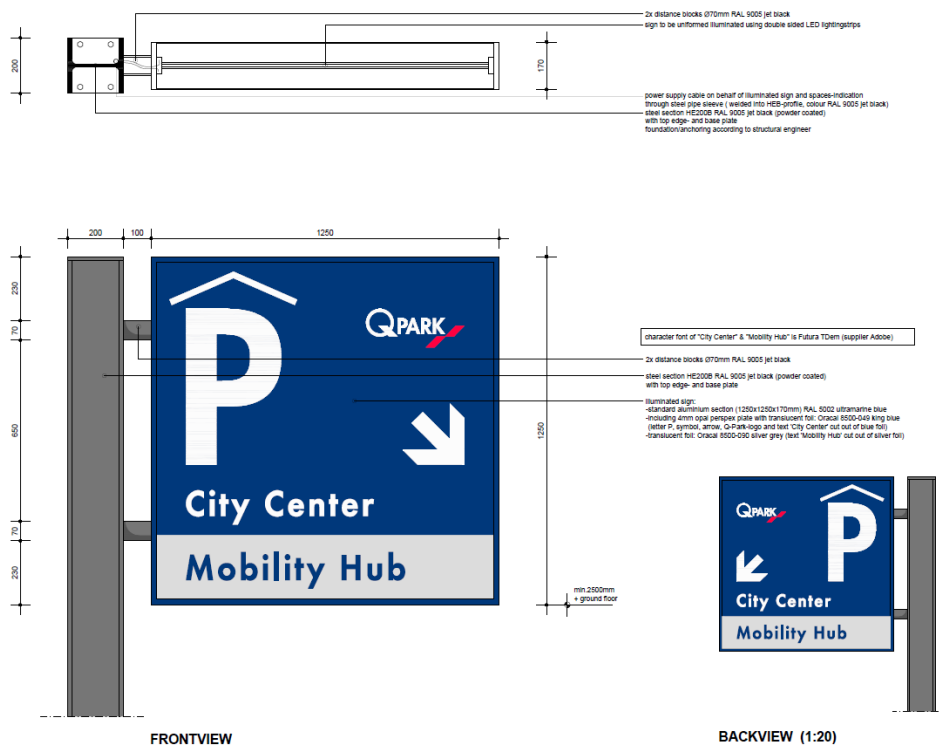 2x distance blocks Ø70mm RAL 9005 jet black
sign to be uniformed illuminated using double sided LED lightingstrips
200
170
power supply cable on behalf of illuminated sign and spaces-indication
through steel pipe sleeve ( welded into HEB-profile, colour RAL 9005 jet black)
steel section HE200B RAL 9005 jet black (powder coated)
with top edge- and base plate
foundation/anchoring according to structural engineer
200
100
1250
230
70
650
70
230
1250
P
QPARK
City Center
Mobility Hub
character font of "City Center" & "Mobility Hub" is Futura TDem (supplier Adobe)
2x distance blocks Ø70mm RAL 9005 jet black
steel section HE200B RAL 9005 jet black (powder coated)
with top edge- and base plate
illuminated sign:
-standard aluminium section (1250x1250x170mm) RAL 5002 ultramarine blue
-including 4mm opal perspex plate with translucent foil: Oracal 8500-049 king blue
(letter P, symbol, arrow, Q-Park-logo and text 'City Center' cut out of blue foil)
-translucent foil: Oracal 8500-090 silver grey (text 'Mobility Hub' cut out of silver foil)
min.2500mm
+ ground floor
QPARK
P
City Center
Mobility Hub
FRONTVIEW
BACKVIEW (1:20)